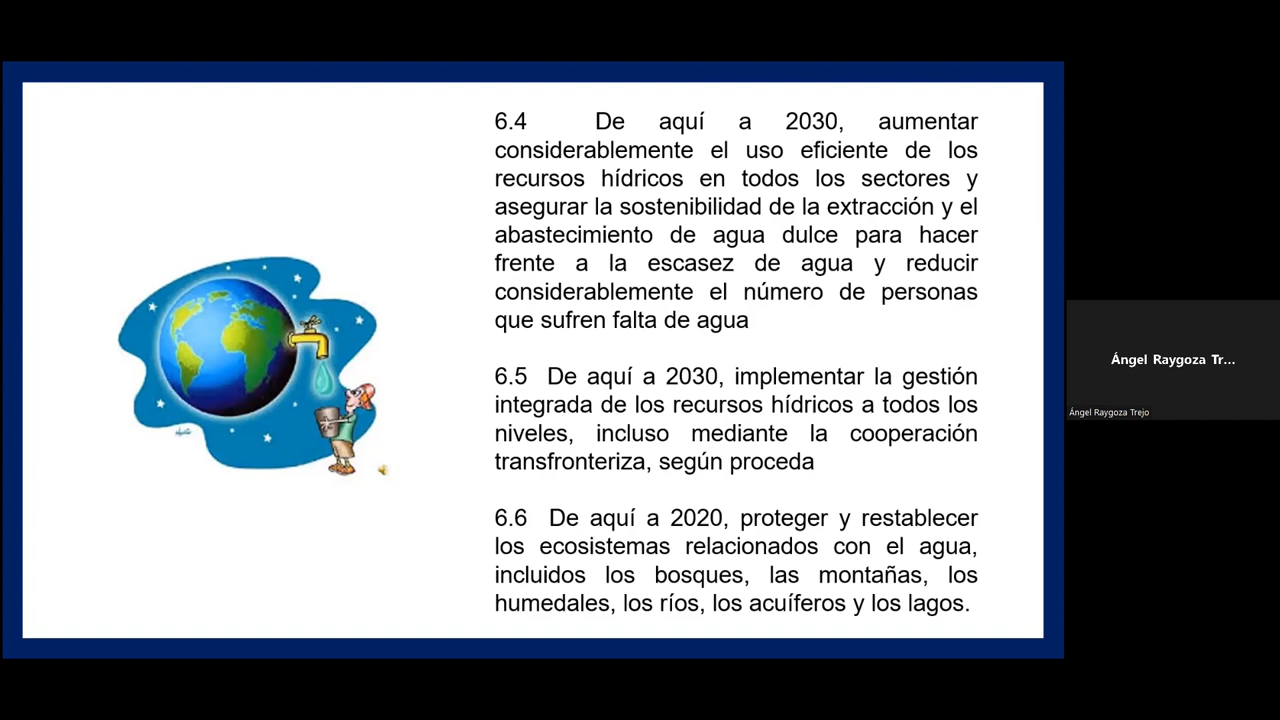 6.4 De aquí a 2030, aumentar
considerablemente el uso eficiente de los
recursos hídricos en todos los sectores y
asegurar la sostenibilidad de la extracción y el
abastecimiento de agua dulce para hacer
frente a la escasez de agua y reducir
considerablemente el número de personas
que sufren falta de agua
6.5 De aquí a 2030, implementar la gestión
integrada de los recursos hídricos a todos los
niveles, incluso mediante la cooperación
transfronteriza, según proceda
6.6 De aquí a 2020, proteger y restablecer
los ecosistemas relacionados con el agua,
incluidos los bosques, las montañas, los
humedales, los ríos, los acuíferos y los lagos.
Ángel Raygoza Tr...
Ángel Raygoza Trejo